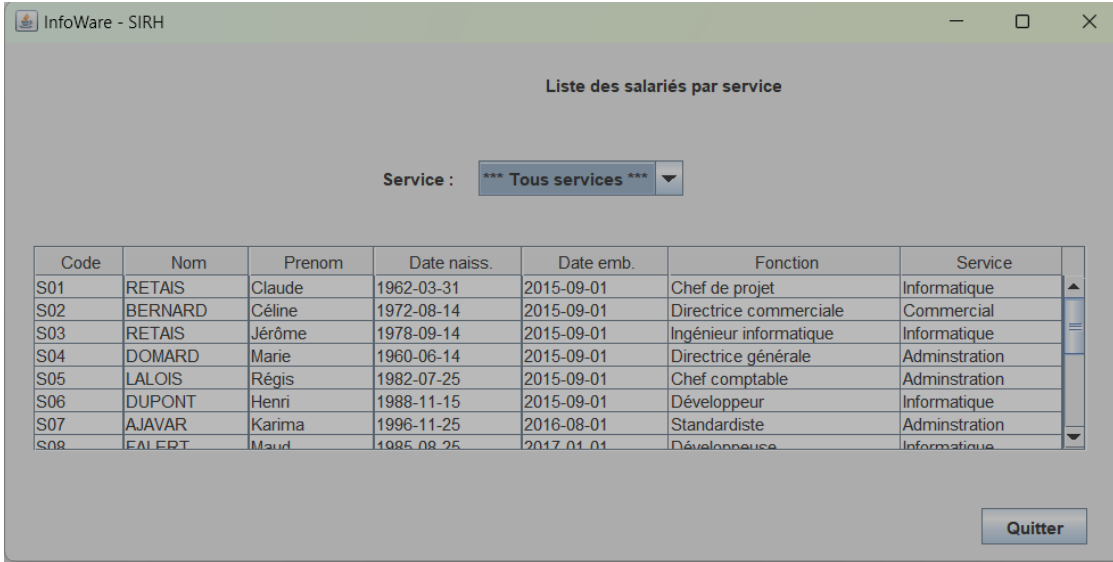 InfoWare - SIRH
Liste des salariés par service
Service : *** Tous services ***
Code Nom Prenom Date naiss. Date emb. Fonction Service
S01 RETAIS Claude 1962-03-31 2015-09-01 Chef de projet Informatique
S02 BERNARD Céline 1972-08-14 2015-09-01 Directrice commerciale Commercial
S03 RETAIS Jérôme 1978-09-14 2015-09-01 Ingénieur informatique Informatique
S04 DOMARD Marie 1960-06-14 2015-09-01 Directrice générale Adminstration
S05 LALOIS Régis 1982-07-25 2015-09-01 Chef comptable Adminstration
S06 DUPONT Henri 1988-11-15 2015-09-01 Développeur Informatique
S07 AJAVAR Karima 1996-11-25 2016-08-01 Standardiste Adminstration
S08 FALERT Maud 1985-08-25 2017-01-01 Développeuse Informatique
Quitter